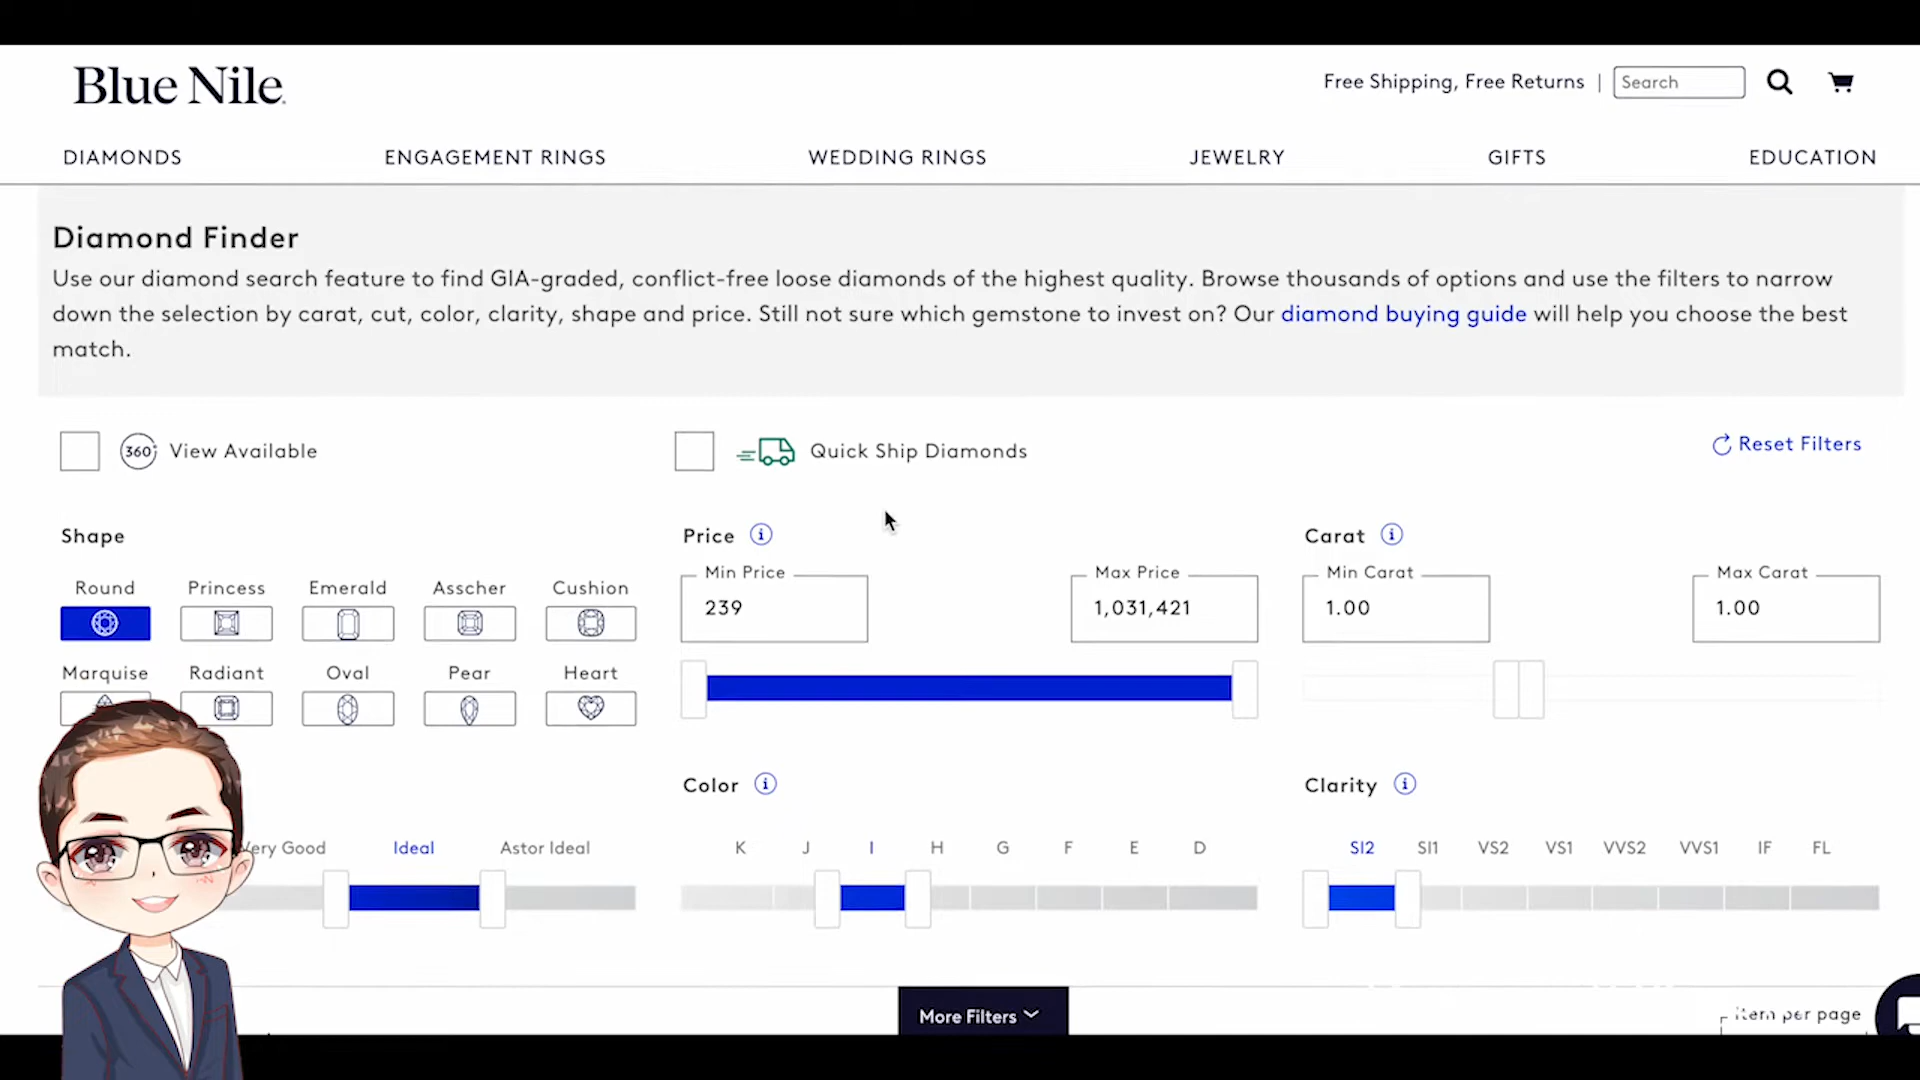 Blue Nile.
Free Shipping, Free Returns | Search
DIAMONDS ENGAGEMENT RINGS WEDDING RINGS JEWELRY GIFTS EDUCATION
Diamond Finder
Use our diamond search feature to find GIA-graded, conflict-free loose diamonds of the highest quality. Browse thousands of options and use the filters to narrow
down the selection by carat, cut, color, clarity, shape and price. Still not sure which gemstone to invest on? Our diamond buying guide will help you choose the best
match.
360° View Available
Quick Ship Diamonds
Reset Filters
Shape
Round Princess Emerald Asscher Cushion
Marquise Radiant Oval Pear Heart
Price
Min Price
239
Max Price
1,031,421
Carat
Min Carat
1.00
Max Carat
1.00
Very Good Ideal Astor Ideal
Color
K J I H G F E D
Clarity
SI2 SI1 VS2 VS1 VVS2 VVS1 IF FL
More Filters
Item per page